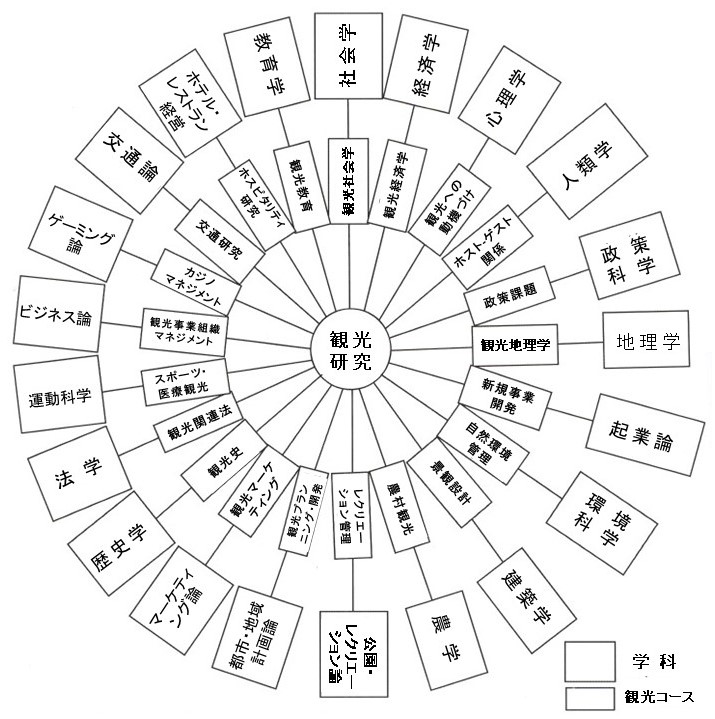 観光
研究
社会学
観光社会学
経済学
観光経済学
心理学
観光への
動機づけ
人類学
ホスト-ゲスト
関係
政策
科学
政策課題
地理学
観光地理学
起業論
新規事業
開発
環境
科学
自然環境
管理
建築学
景観設計
農学
農村観光
公園・
レクリエー
ション論
レクリエー
ション管理
都市・地域
計画論
観光プラン
ニング・開発
マーケティ
ング論
観光マーケ
ティング
歴史学
観光史
法学
観光関連法
運動科学
スポーツ・
医療観光
ビジネス論
観光事業組織
マネジメント
ゲーミング
論
カジノ
マネジメント
交通論
交通研究
ホテル・
レストラン
経営
ホスピタリティ
研究
教育学
観光教育
学科
観光コース